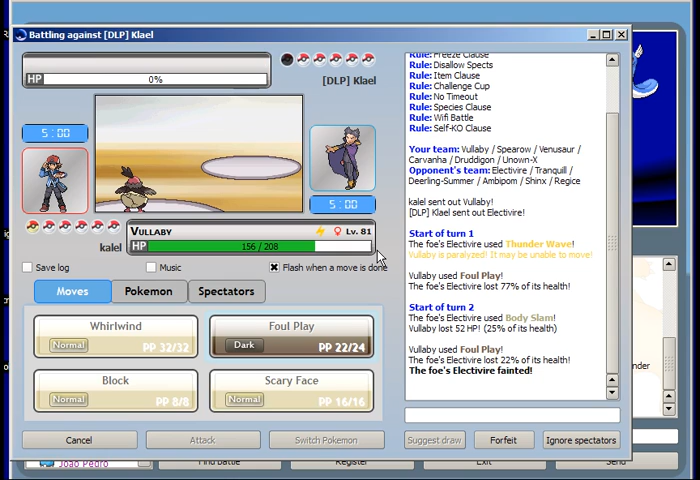 Battling against [DLP] Klael
HP 0%
[DLP] Klael
5:00
5:00
VULLABY Lv. 81
HP 156 / 208
kalel
Save log
Music
Flash when a move is done
Moves
Pokemon
Spectators
Whirlwind
Normal PP 32/32
Foul Play
Dark PP 22/24
Block
Normal PP 8/8
Scary Face
Normal PP 16/16
Cancel
Attack
Switch Pokemon
Rule: Freeze Clause
Rule: Disallow Spects
Rule: Item Clause
Rule: Challenge Cup
Rule: No Timeout
Rule: Species Clause
Rule: Wifi Battle
Rule: Self-KO Clause
Your team: Vullaby / Spearow / Venusaur /
Carvanha / Druddigon / Unown-X
Opponent's team: Electivire / Tranquill /
Deerling-Summer / Ambipom / Shinx / Regice
kalel sent out Vullaby!
[DLP] Klael sent out Electivire!
Start of turn 1
The foe's Electivire used Thunder Wave!
Vullaby is paralyzed! It may be unable to move!
Vullaby used Foul Play!
The foe's Electivire lost 77% of its health!
Start of turn 2
The foe's Electivire used Body Slam!
Vullaby lost 52 HP! (25% of its health)
Vullaby used Foul Play!
The foe's Electivire lost 22% of its health!
The foe's Electivire fainted!
Suggest draw
Forfeit
Ignore spectators
nder
João Pedro
Find battle
Register
Exit
Send